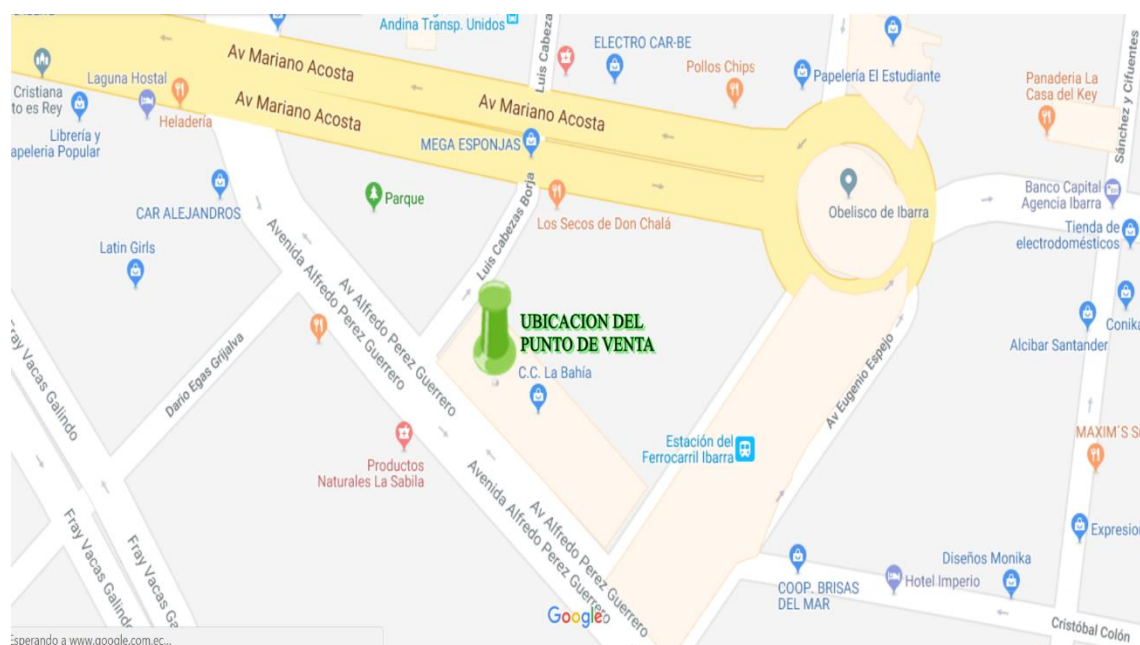 Andina Transp. Unidos
Luis Cabezas
ELECTRO CAR-BE
Pollos Chips
Papelería El Estudiante
Panaderia La
Casa del Key
Sánchez y Cifuentes
Av Mariano Acosta
Av Mariano Acosta
Av Mariano Acosta
Cristiana
to es Rey
Laguna Hostal
Heladería
Librería y
apeleria Popular
MEGA ESPONJAS
Parque
CAR ALEJANDROS
Los Secos de Don Chalá
Luis Cabezas Borja
Obelisco de Ibarra
Banco Capital
Agencia Ibarra
Tienda de
electrodomésticos
Latin Girls
Avenida Alfredo Perez Guerrero
Av Alfredo Perez Guerrero
UBICACION DEL
PUNTO DE VENTA
C.C. La Bahía
Conika
Alcibar Santander
Dario Egas Grijalva
Fray Vacas Galindo
Av Eugenio Espejo
Estación del
Ferrocarril Ibarra
MAXIM´S S
Productos
Naturales La Sabila
Avenida Alfredo Perez Guerrero
Av Alfredo Perez Guerrero
Fray Vacas Galindo
Fray Vacas Ga
Expresion
Diseños Monika
Hotel Imperio
COOP. BRISAS
DEL MAR
Cristóbal Colón
Google
Esperando a www.google.com.ec...